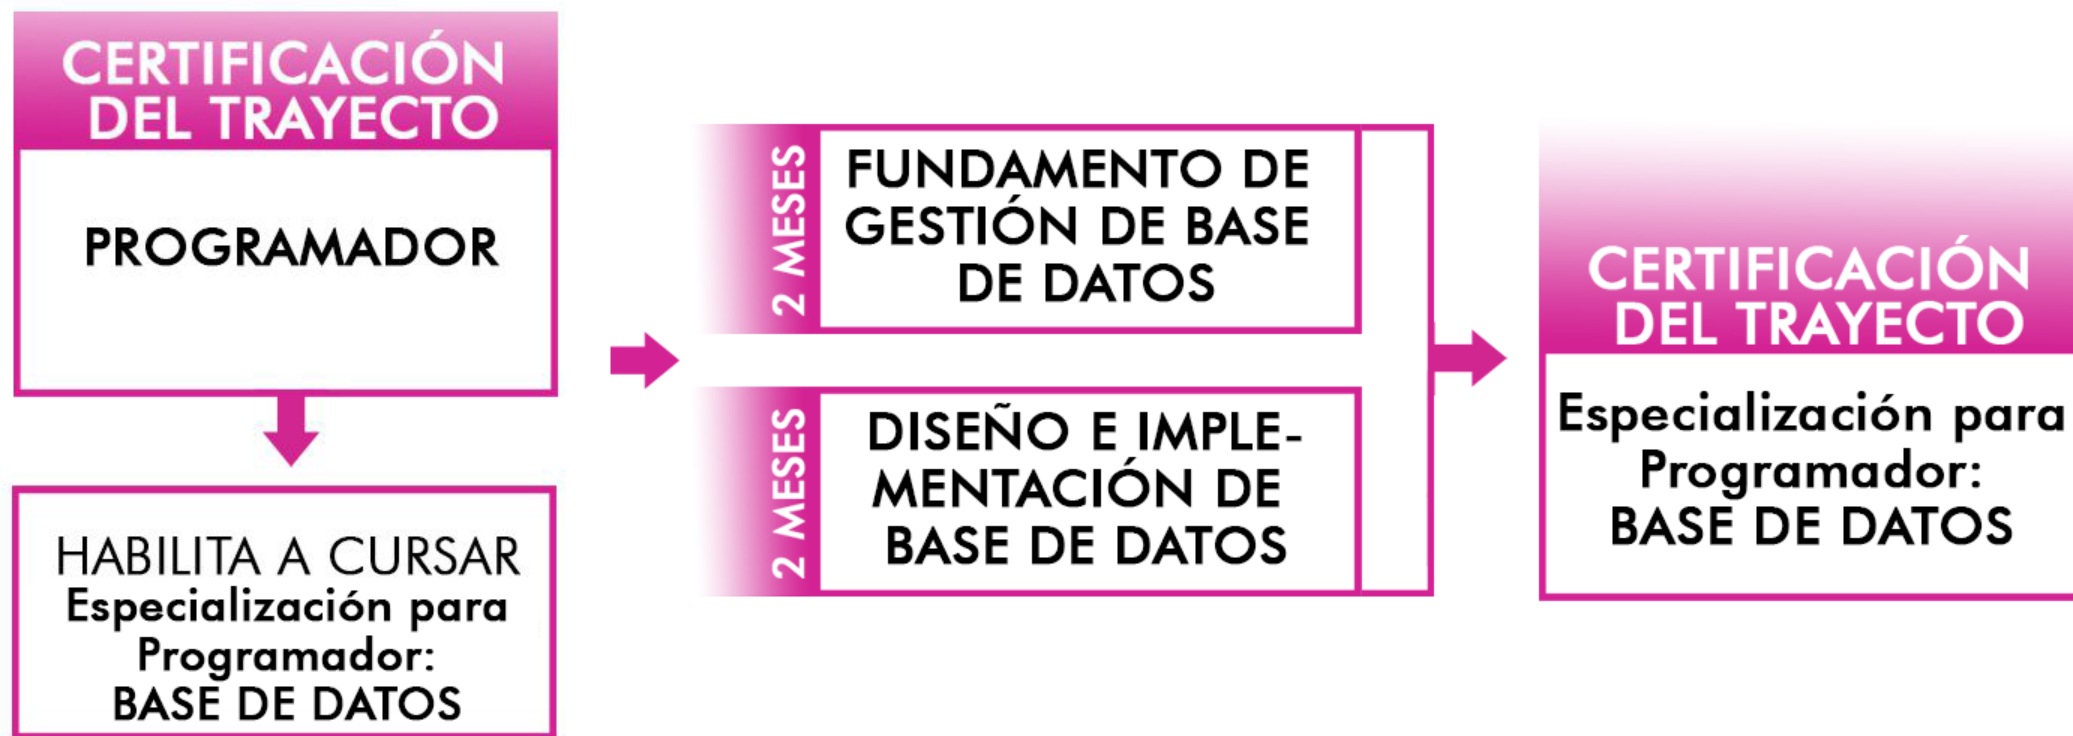 CERTIFICACIÓN
DEL TRAYECTO
PROGRAMADOR
HABILITA A CURSAR
Especialización para
Programador:
BASE DE DATOS
2 MESES
FUNDAMENTO DE
GESTIÓN DE BASE
DE DATOS
2 MESES
DISEÑO E IMPLE-
MENTACIÓN DE
BASE DE DATOS
CERTIFICACIÓN
DEL TRAYECTO
Especialización para
Programador:
BASE DE DATOS